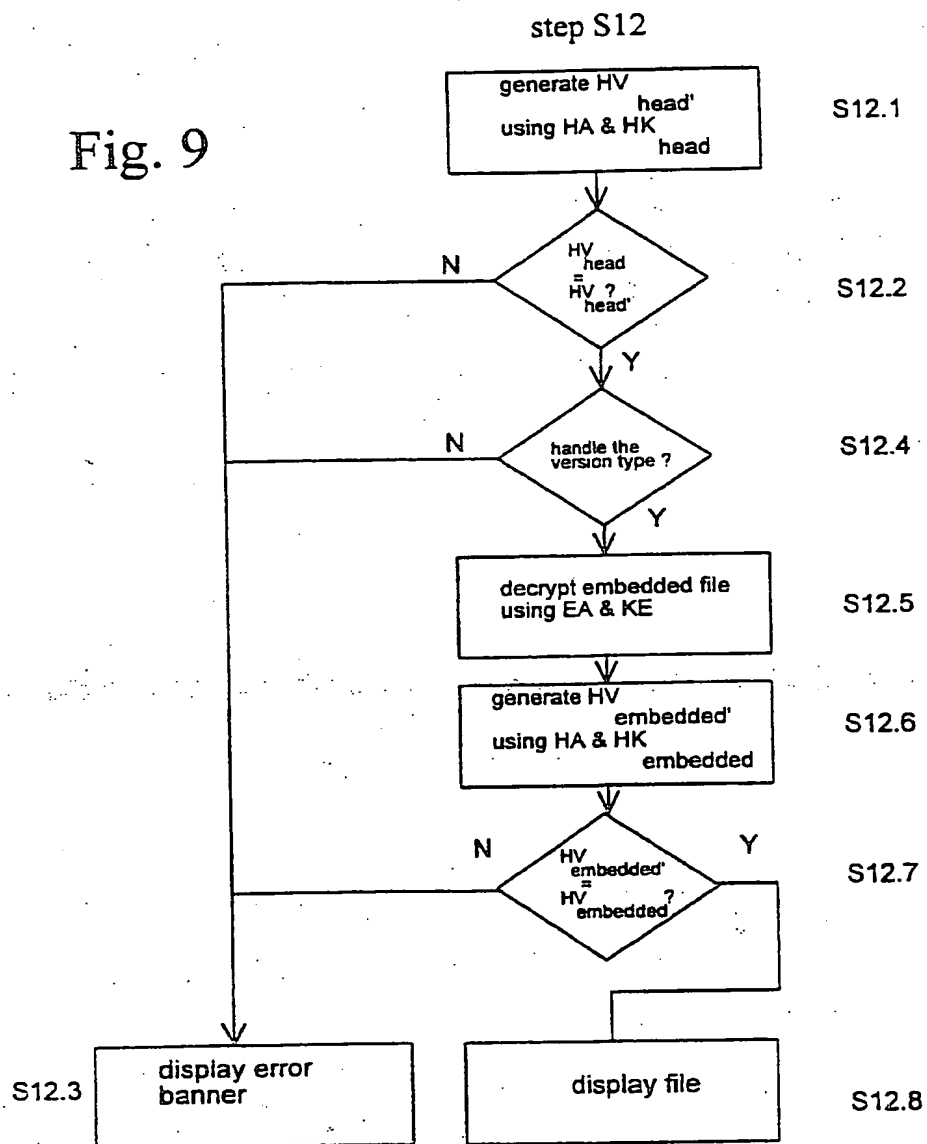 step S12
Fig. 9
generate HV
head'
using HA & HK
head
S12.1
HV
head
=
HV ?
head'
S12.2
N
Y
handle the
version type ?
S12.4
N
Y
decrypt embedded file
using EA & KE
S12.5
generate HV
embedded'
using HA & HK
embedded
S12.6
N
HV
embedded'
=
HV ?
embedded
Y
S12.7
S12.3
display error
banner
display file
S12.8